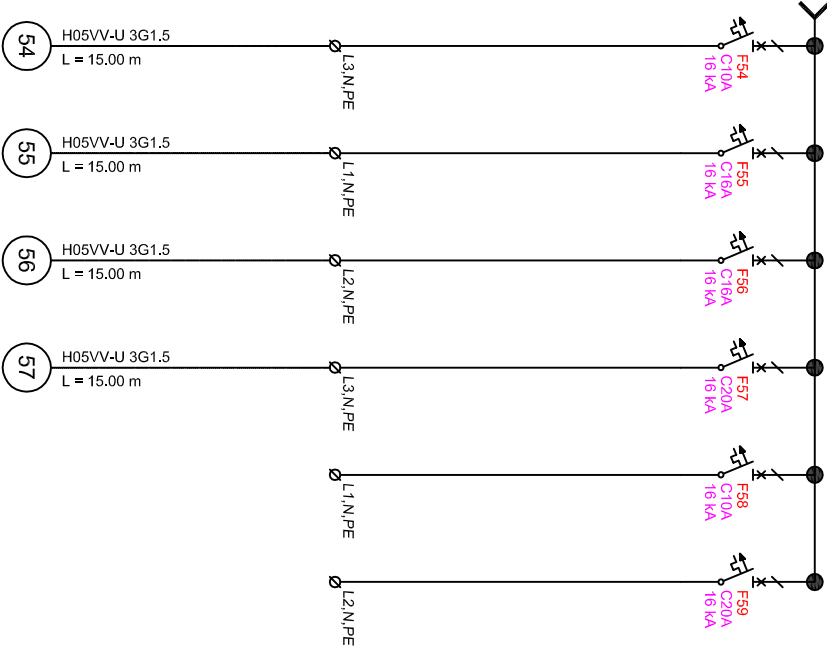 54
H05VV-U 3G1.5
L = 15.00 m
L3,N,PE
F54
C10A
16 kA
55
H05VV-U 3G1.5
L = 15.00 m
L1,N,PE
F55
C16A
16 kA
56
H05VV-U 3G1.5
L = 15.00 m
L2,N,PE
F56
C16A
16 kA
57
H05VV-U 3G1.5
L = 15.00 m
L3,N,PE
F57
C20A
16 kA
L1,N,PE
F58
C10A
16 kA
L2,N,PE
F59
C20A
16 kA